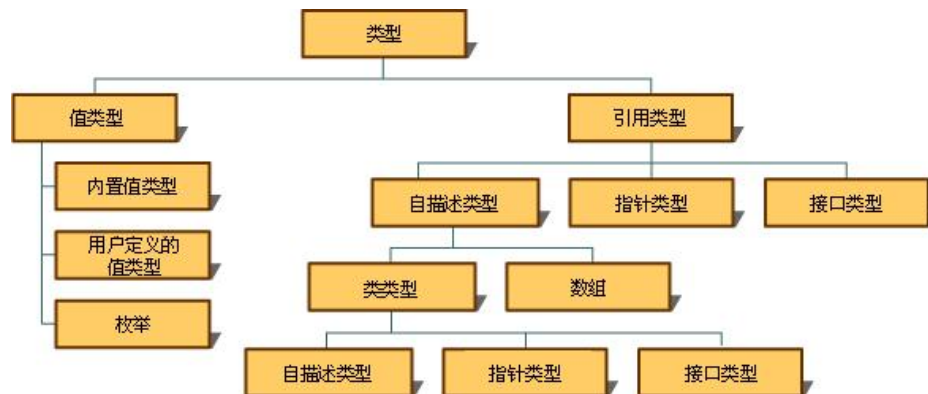 类型
值类型
引用类型
内置值类型
自描述类型
指针类型
接口类型
用户定义的
值类型
类类型
数组
枚举
自描述类型
指针类型
接口类型